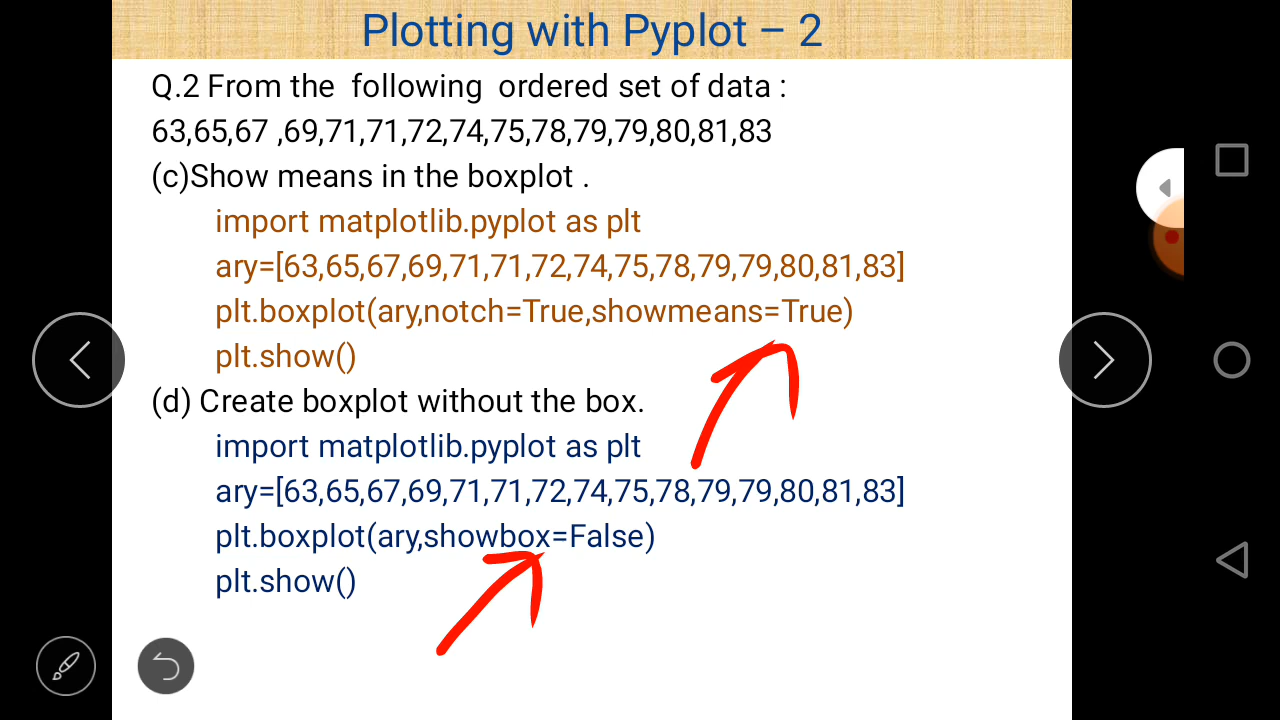 Plotting with Pyplot – 2
Q.2 From the following ordered set of data :
63,65,67 ,69,71,71,72,74,75,78,79,79,80,81,83
(c)Show means in the boxplot .
import matplotlib.pyplot as plt
ary=[63,65,67,69,71,71,72,74,75,78,79,79,80,81,83]
plt.boxplot(ary,notch=True,showmeans=True)
plt.show()
(d) Create boxplot without the box.
import matplotlib.pyplot as plt
ary=[63,65,67,69,71,71,72,74,75,78,79,79,80,81,83]
plt.boxplot(ary,showbox=False)
plt.show()